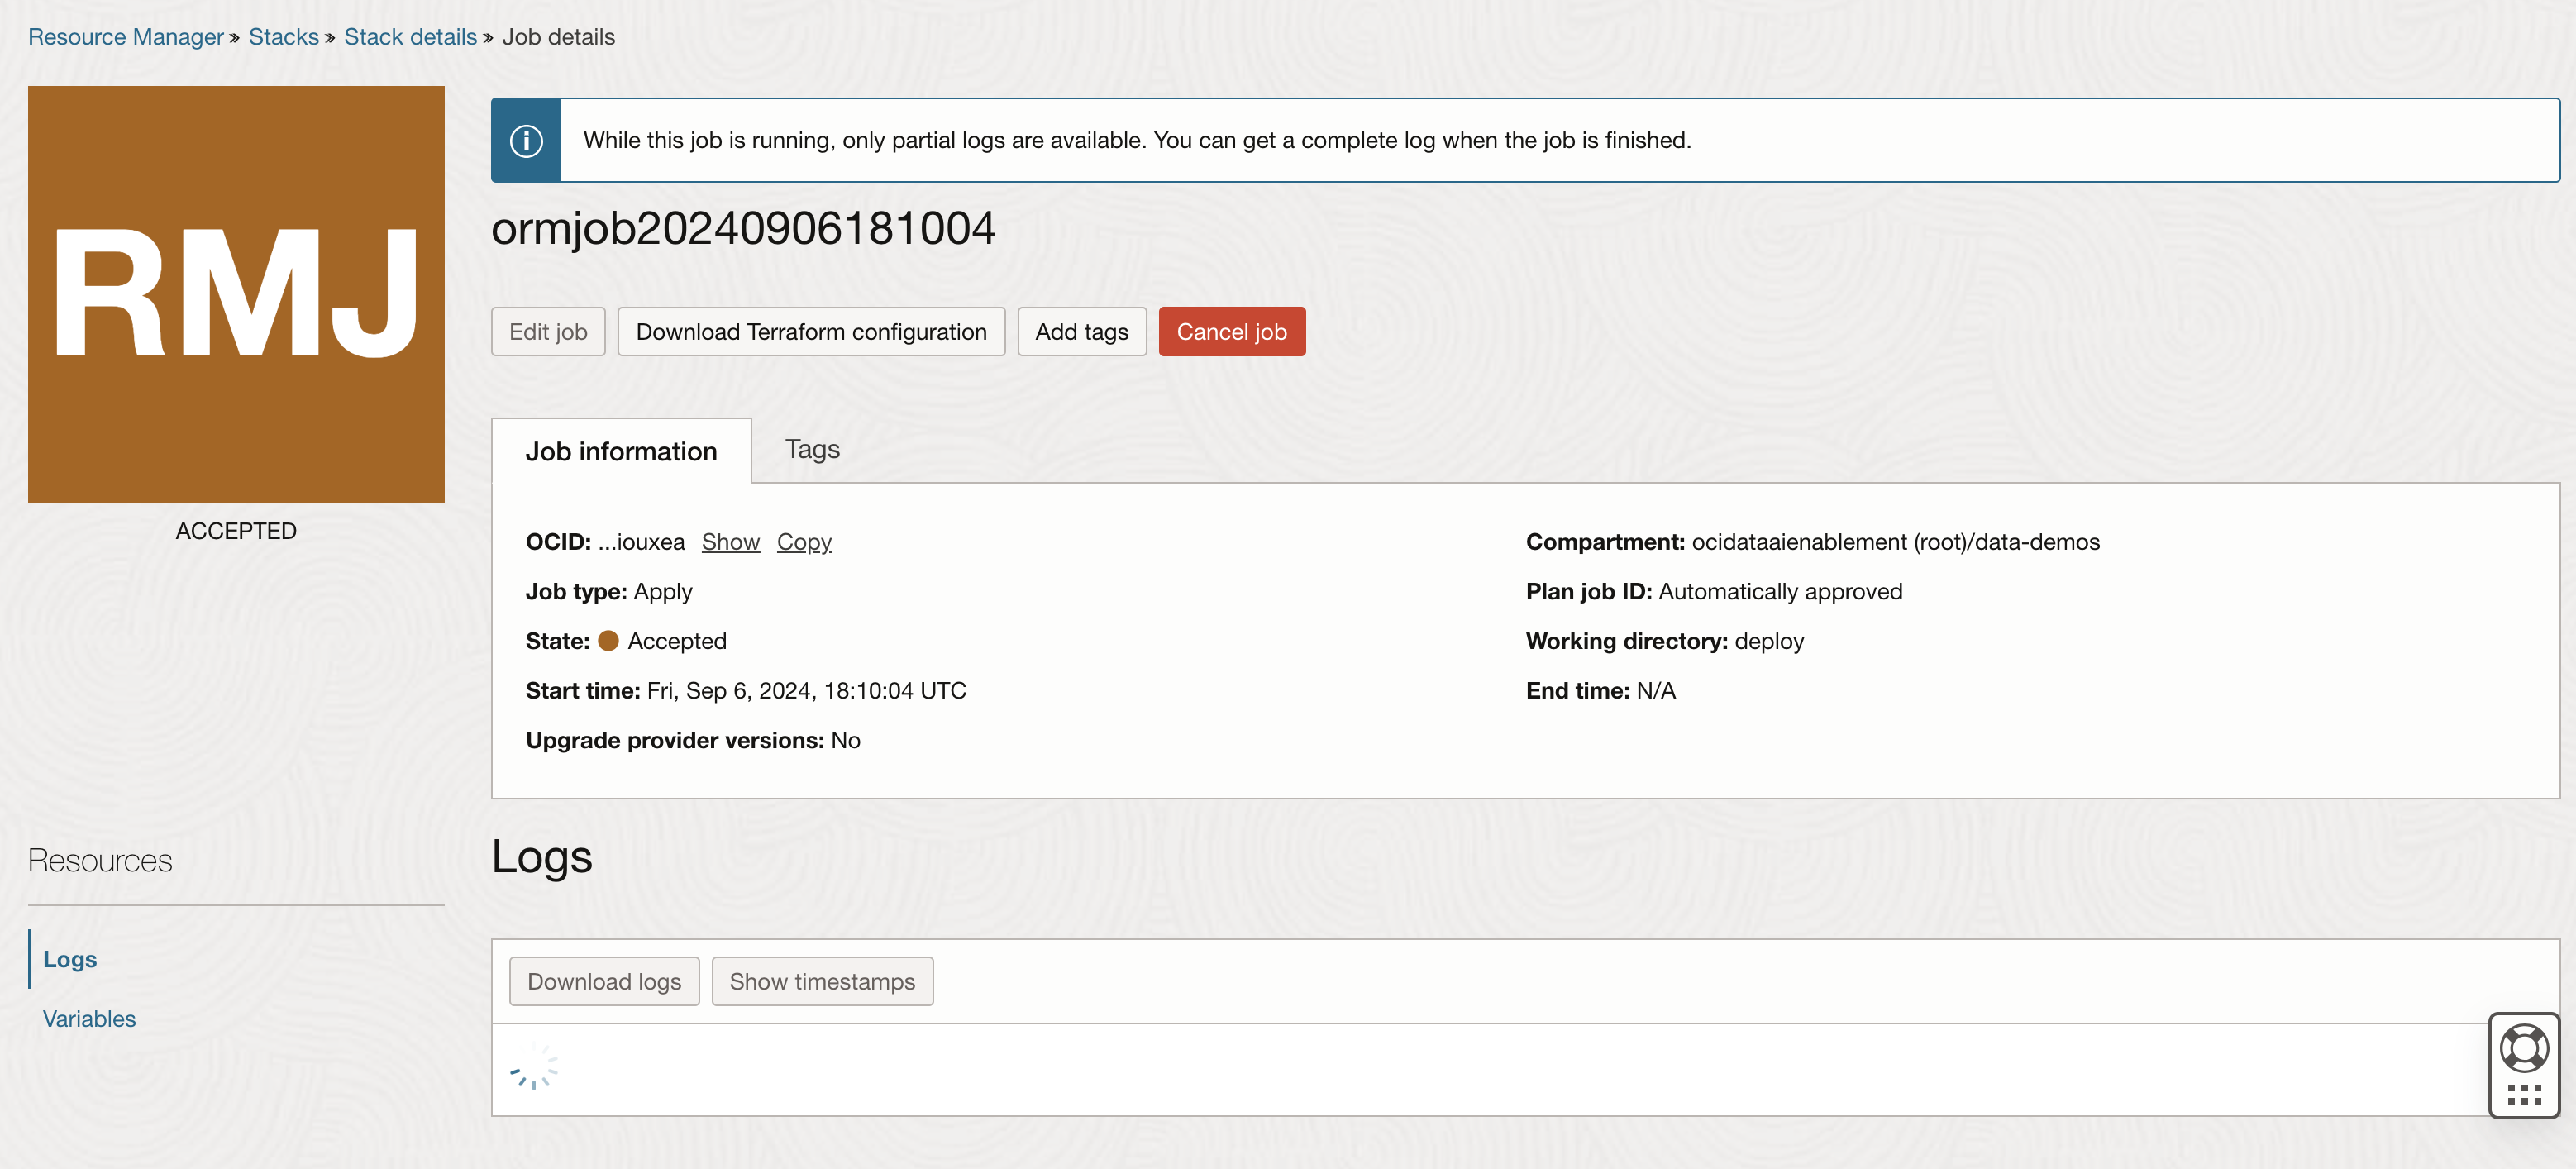 Resource Manager » Stacks » Stack details » Job details
RMJ
ACCEPTED
While this job is running, only partial logs are available. You can get a complete log when the job is finished.
ormjob20240906181004
Edit job
Download Terraform configuration
Add tags
Cancel job
Job information
Tags
OCID: ...iouxea Show Copy
Job type: Apply
State: Accepted
Start time: Fri, Sep 6, 2024, 18:10:04 UTC
Upgrade provider versions: No
Compartment: ocidataaienablement (root)/data-demos
Plan job ID: Automatically approved
Working directory: deploy
End time: N/A
Resources
Logs
Variables
Logs
Download logs
Show timestamps